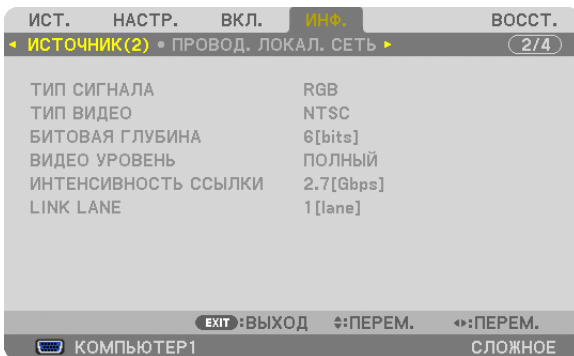 ИСТ. НАСТР. ВКЛ. ИНФ. ВОССТ.
ИСТОЧНИК(2) • ПРОВОД. ЛОКАЛ. СЕТЬ 2/4
ТИП СИГНАЛА RGB
ТИП ВИДЕО NTSC
БИТОВАЯ ГЛУБИНА 6[bits]
ВИДЕО УРОВЕНЬ ПОЛНЫЙ
ИНТЕНСИВНОСТЬ ССЫЛКИ 2.7[Gbps]
LINK LANE 1[lane]
EXIT :ВЫХОД :ПЕРЕМ. :ПЕРЕМ.
КОМПЬЮТЕР1 СЛОЖНОЕ